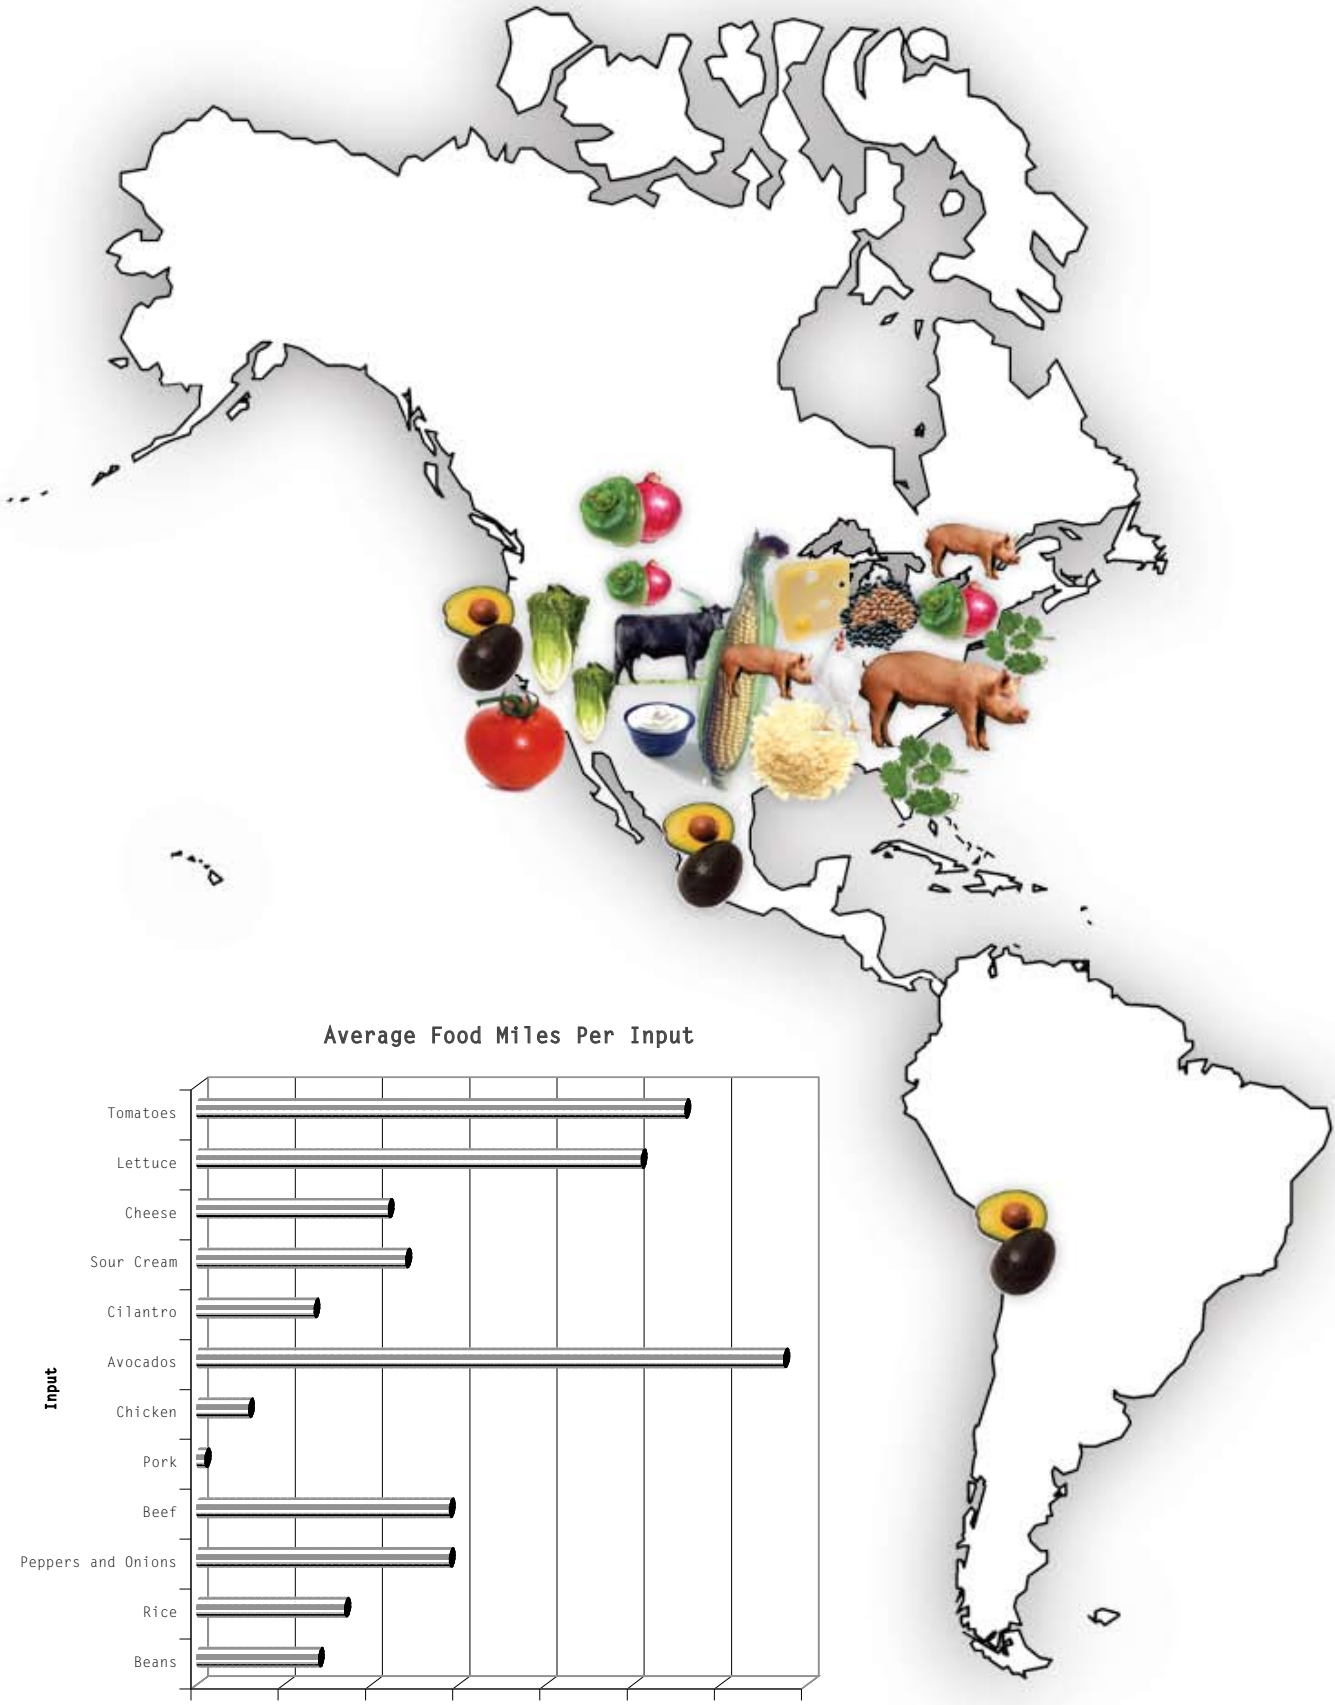 Average Food Miles Per Input
Tomatoes
Lettuce
Cheese
Sour Cream
Cilantro
Avocados
Input
Chicken
Pork
Beef
Peppers and Onions
Rice
Beans